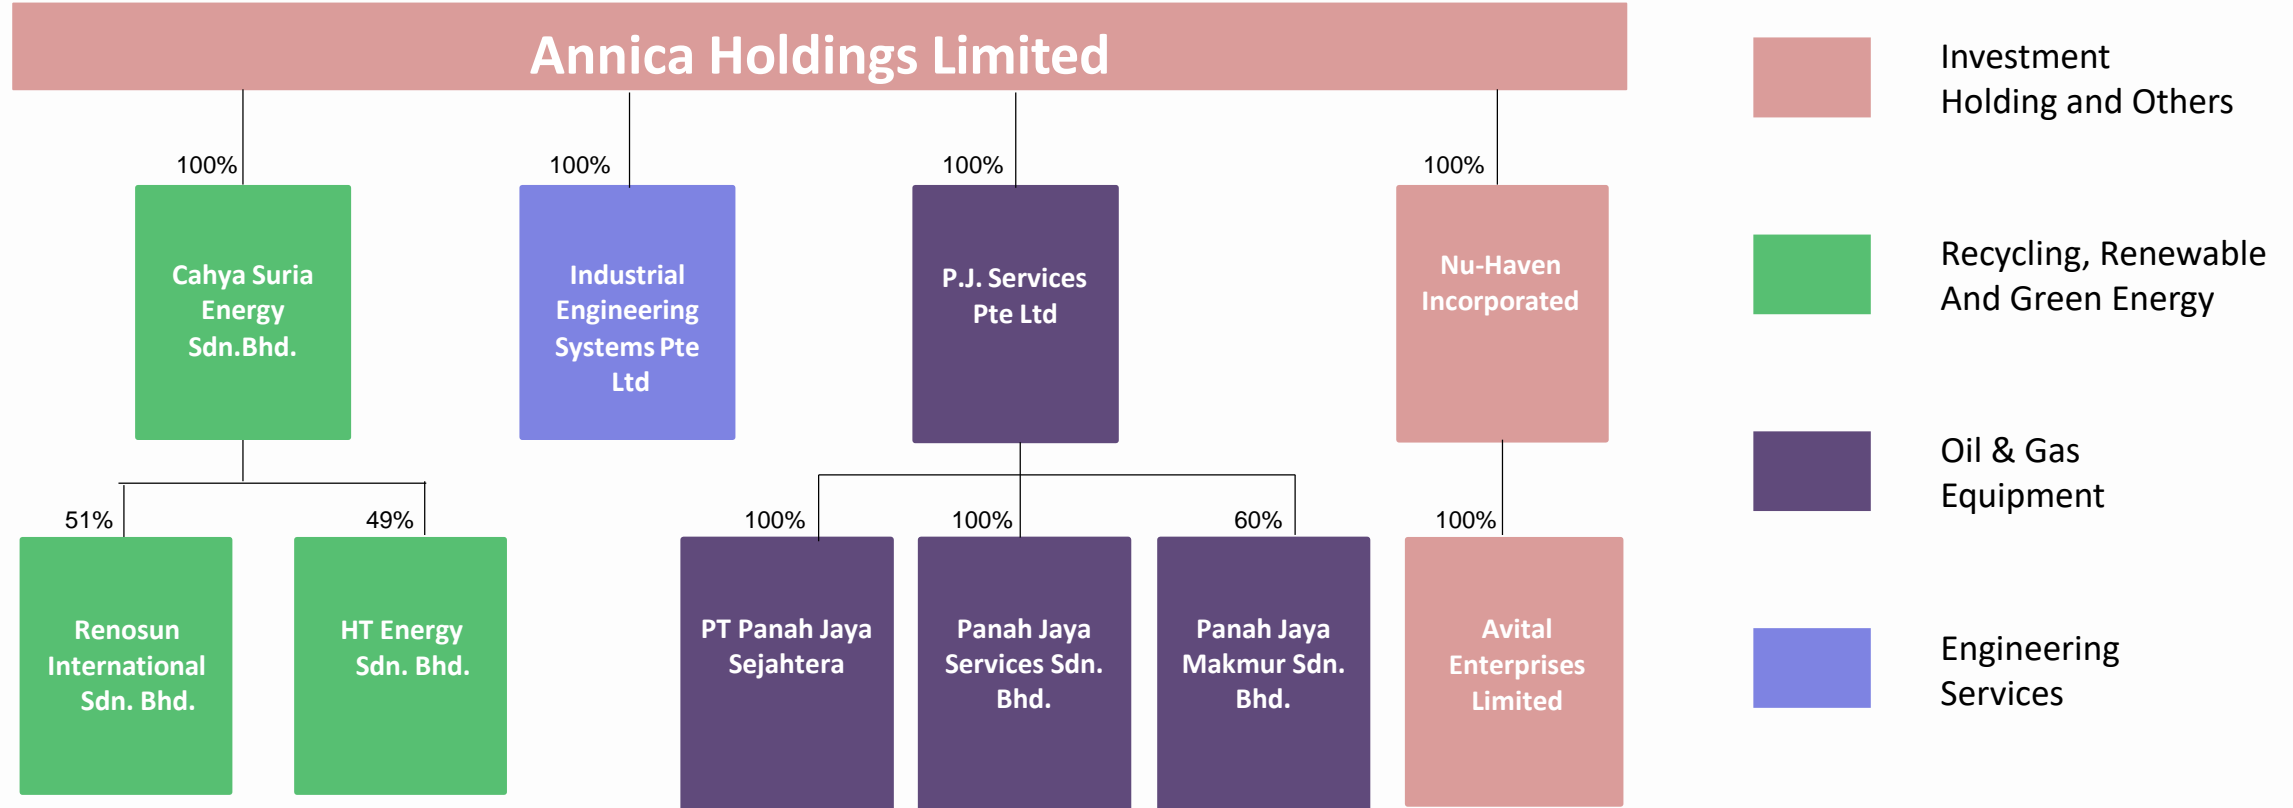 Annica Holdings Limited
100%
100%
100%
100%
Cahya Suria
Energy
Sdn.Bhd.
Industrial
Engineering
Systems Pte
Ltd
P.J. Services
Pte Ltd
Nu-Haven
Incorporated
51%
49%
100%
100%
60%
100%
Renosun
International
Sdn. Bhd.
HT Energy
Sdn. Bhd.
PT Panah Jaya
Sejahtera
Panah Jaya
Services Sdn.
Bhd.
Panah Jaya
Makmur Sdn.
Bhd.
Avital
Enterprises
Limited
Investment
Holding and Others
Recycling, Renewable
And Green Energy
Oil & Gas
Equipment
Engineering
Services